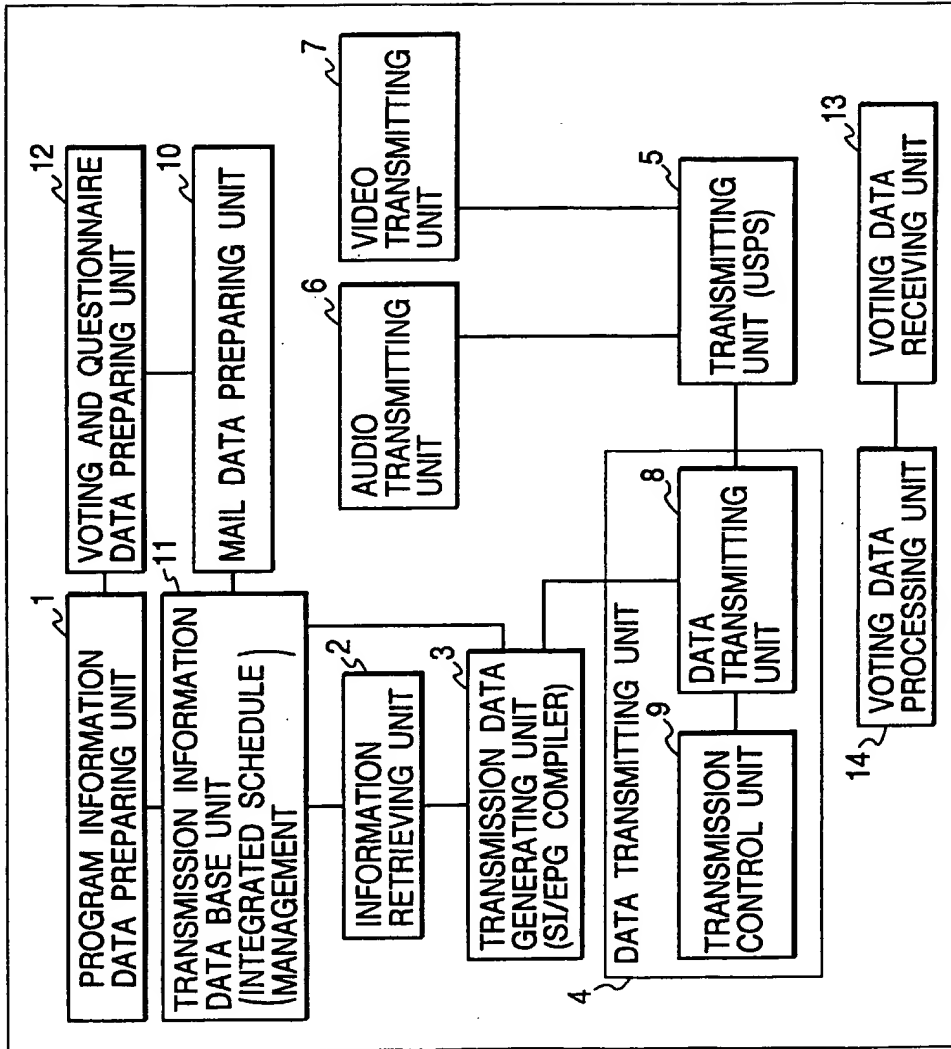 1
PROGRAM INFORMATION
DATA PREPARING UNIT
12
VOTING AND QUESTIONNAIRE
DATA PREPARING UNIT
11
TRANSMISSION INFORMATION
DATA BASE UNIT
(INTEGRATED SCHEDULE)
(MANAGEMENT
10
MAIL DATA PREPARING UNIT
2
INFORMATION
RETRIEVING UNIT
3
TRANSMISSION DATA
GENERATING UNIT
(SI/EPG COMPILER)
6
AUDIO
TRANSMITTING
UNIT
7
VIDEO
TRANSMITTING
UNIT
4
DATA TRANSMITTING UNIT
9
TRANSMISSION
CONTROL UNIT
8
DATA
TRANSMITTING
UNIT
5
TRANSMITTING
UNIT (USPS)
14
VOTING DATA
PROCESSING UNIT
13
VOTING DATA
RECEIVING UNIT